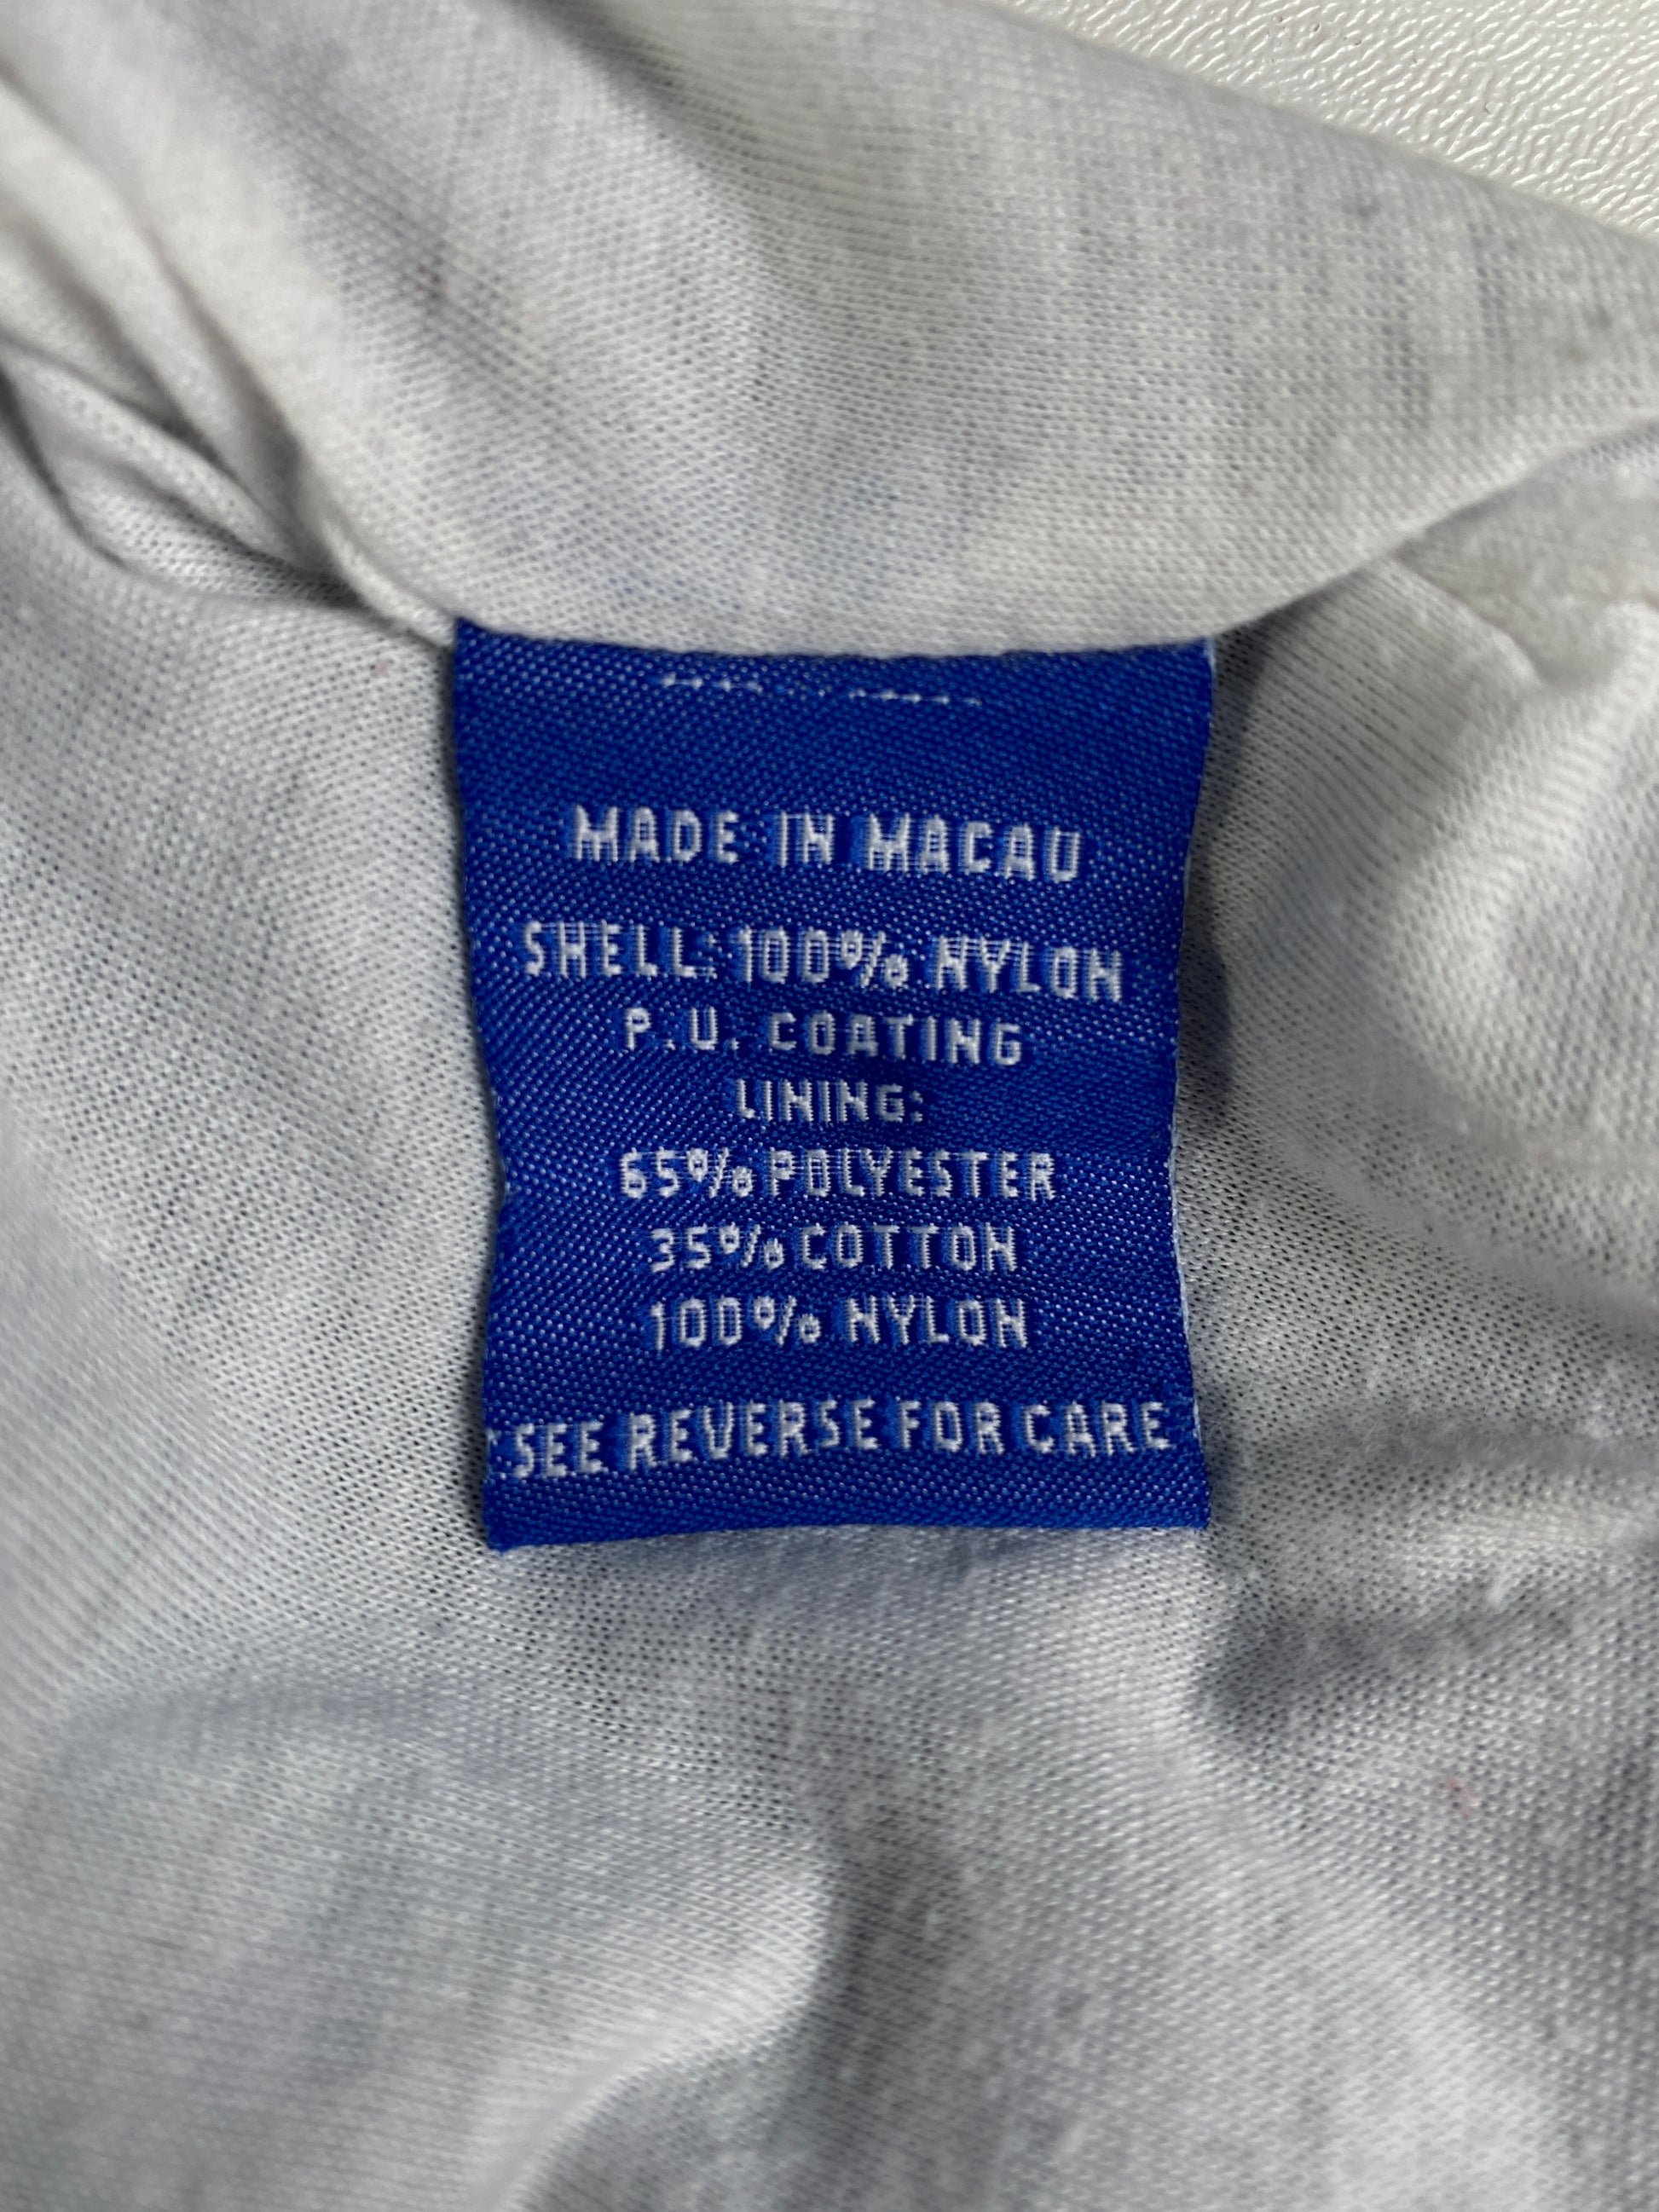 MADE IN MACAU
SHELL: 100% NYLON
P.U. COATING
LINING:
65% POLYESTER
35% COTTON
100% NYLON
SEE REVERSE FOR CARE